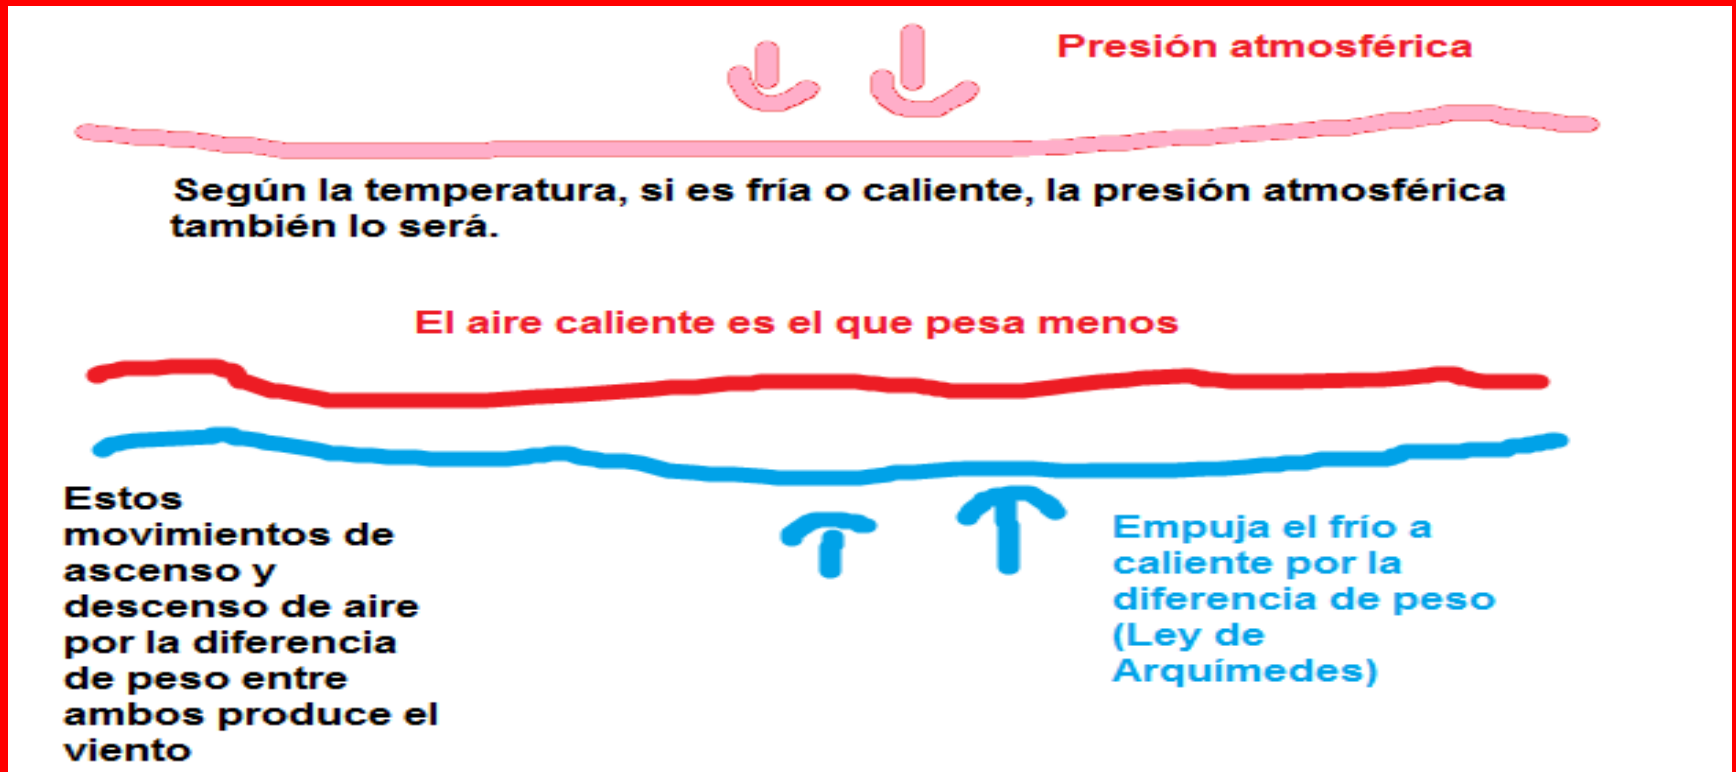 Presión atmosférica
Según la temperatura, si es fría o caliente, la presión atmosférica
también lo será.
El aire caliente es el que pesa menos
Estos
movimientos de
ascenso y
descenso de aire
por la diferencia
de peso entre
ambos produce el
viento
Empuja el frío a
caliente por la
diferencia de peso
(Ley de
Arquímedes)